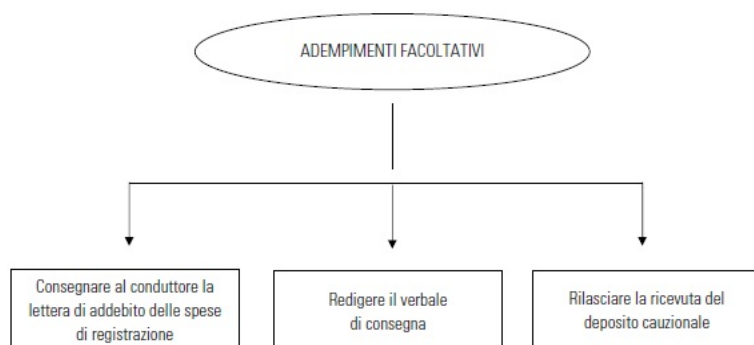 ADEMPIMENTI FACOLTATIVI
Consegnare al conduttore la
lettera di addebito delle spese
di registrazione
Redigere il verbale
di consegna
Rilasciare la ricevuta del
deposito cauzionale